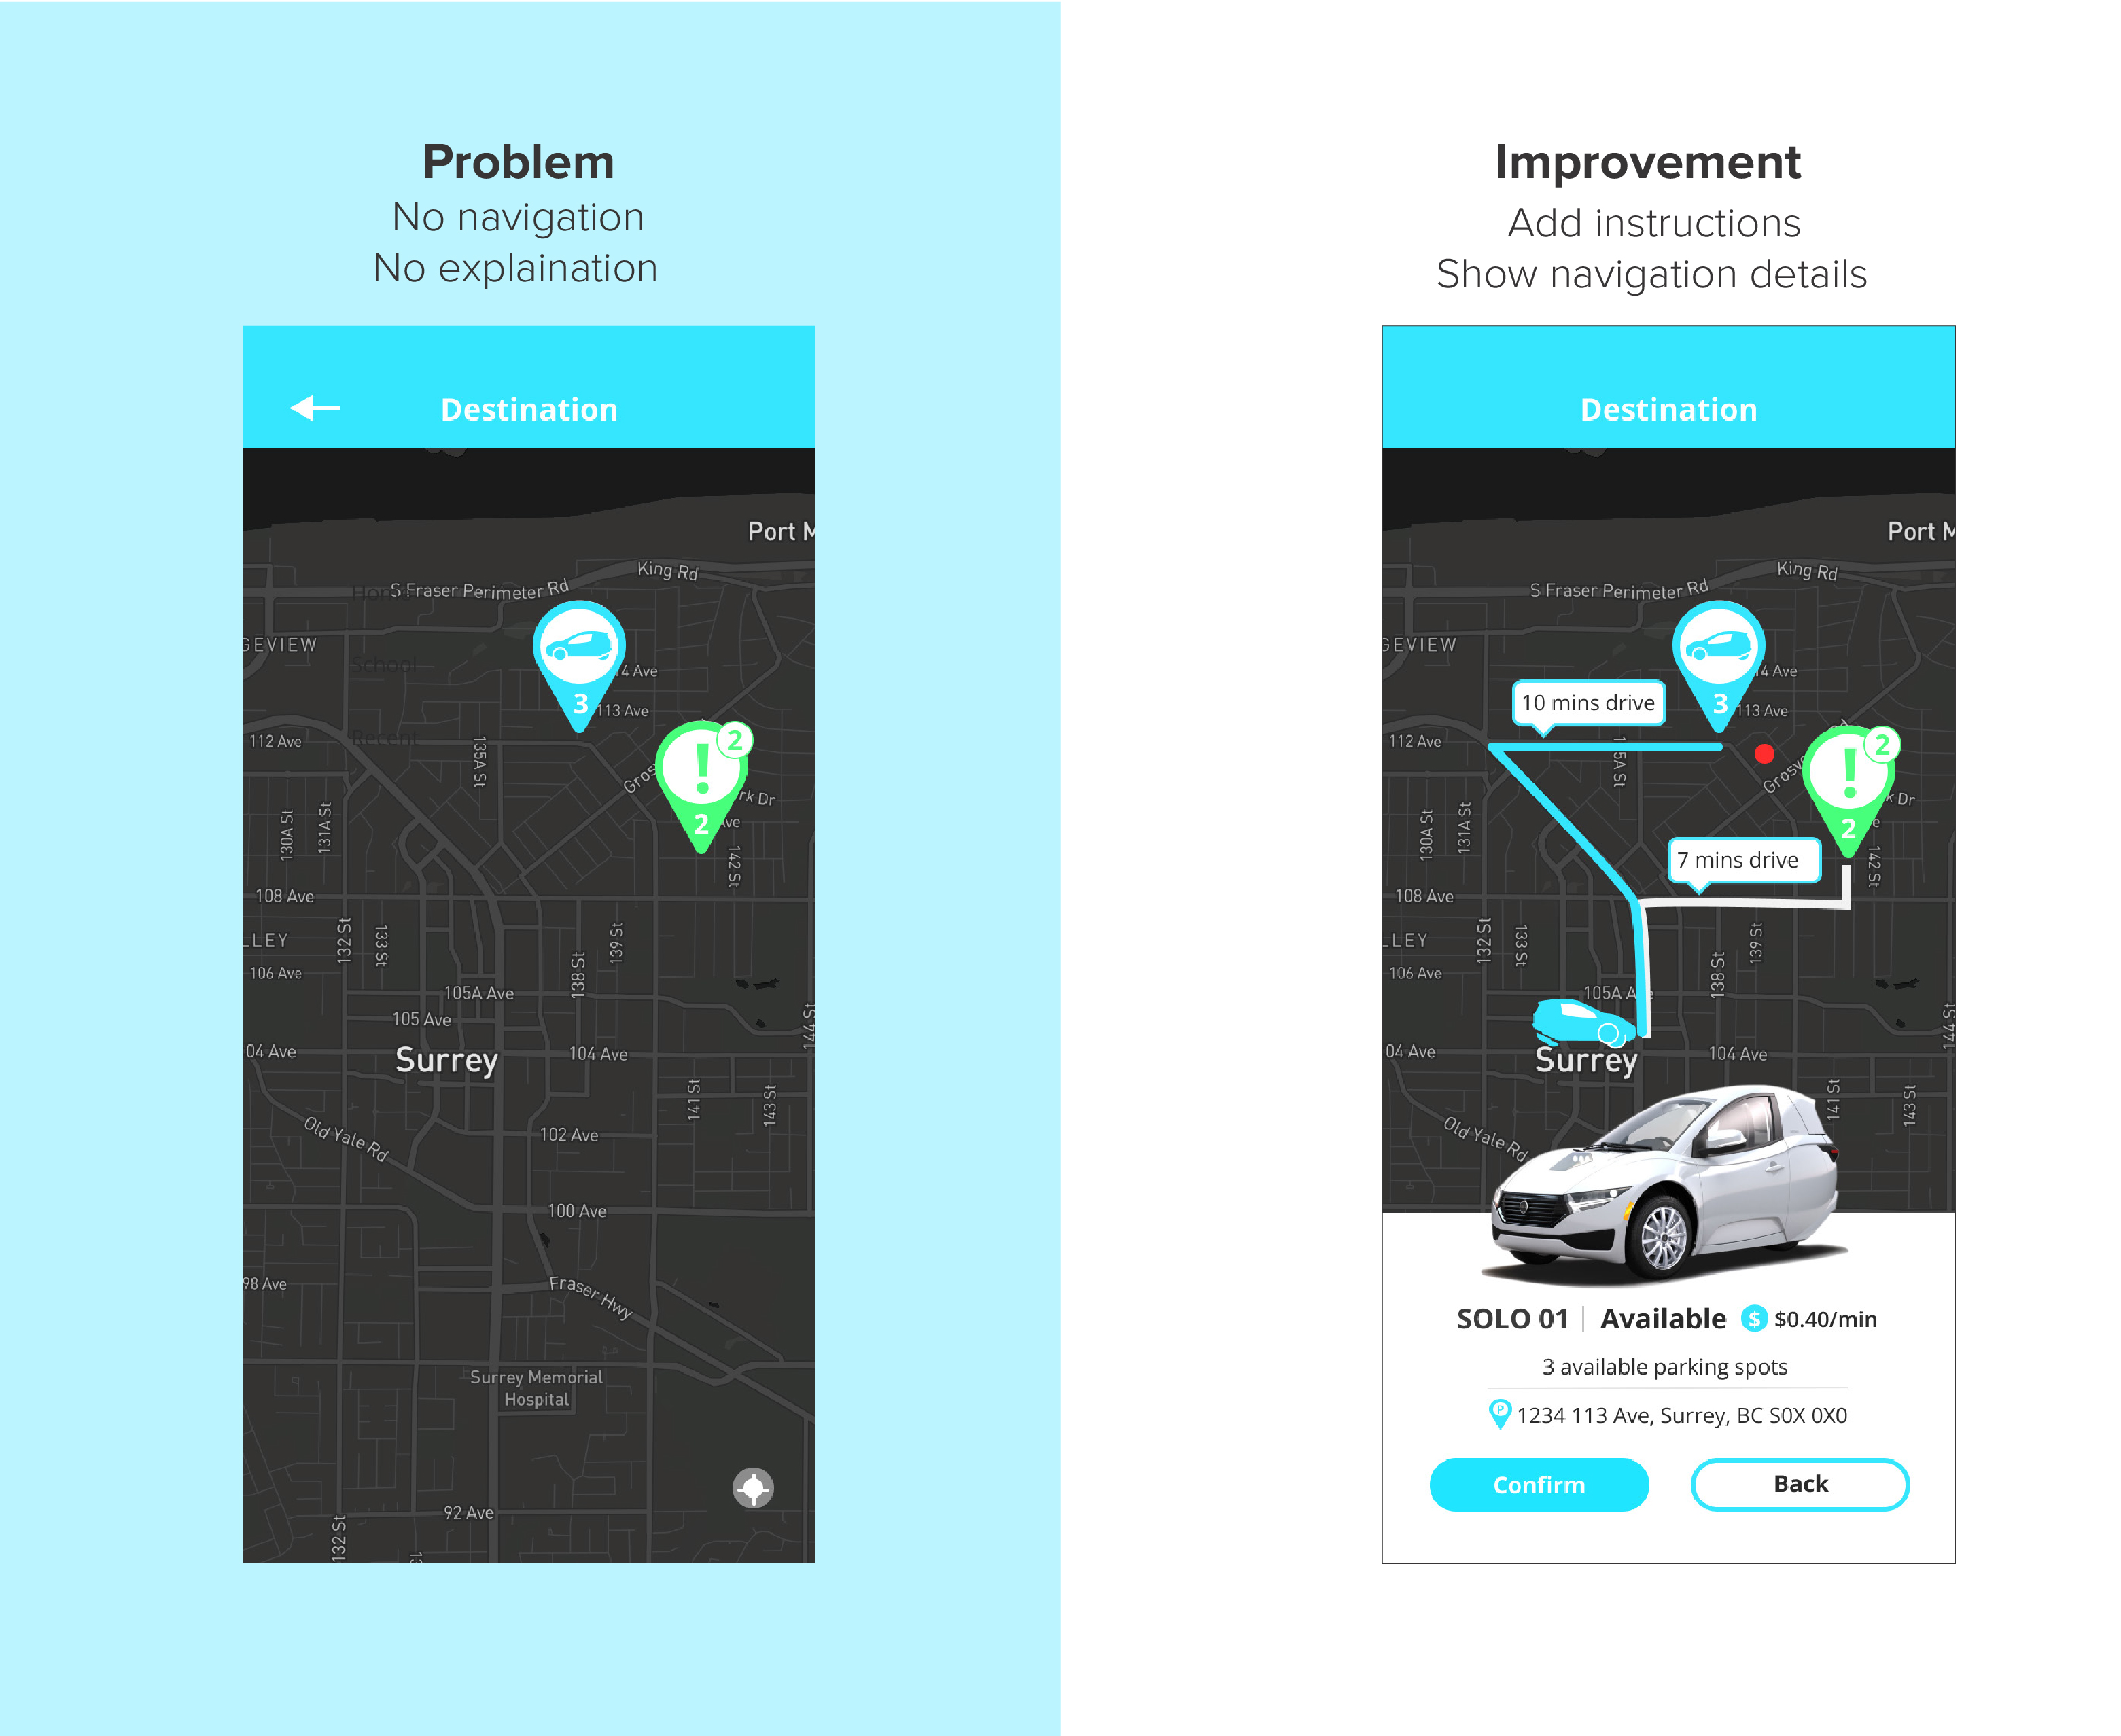 Problem
No navigation
No explaination
Destination
Port M
King Rd
S Fraser Perimeter Rd
Home
GEVIEW
School
14 Ave
3
113 Ave
2
Recent
112 Ave
135A St
Gros
rk Dr
2
Ave
130A St
131A St
142 St
108 Ave
LLEY
132 St
133 St
139 St
138 St
106 Ave
105A Ave
105 Ave
144 St
04 Ave
Surrey
104 Ave
141 St
143 St
Old Yale Rd
102 Ave
100 Ave
98 Ave
Fraser Hwy
Surrey Memorial
Hospital
92 Ave
132 St
13
Improvement
Add instructions
Show navigation details
Destination
Port M
King Rd
S Fraser Perimeter Rd
GEVIEW
14 Ave
10 mins drive
3
113 Ave
112 Ave
2
Grosv
k Dr
2
e
130A St
131A St
7 mins drive
142 St
108 Ave
LLEY
132 St
133 St
139 St
138 St
106 Ave
105A A
144 St
04 Ave
Surrey
104 Ave
141 St
143 St
Old Yale Rd
SOLO 01 | Available $ $0.40/min
3 available parking spots
P 1234 113 Ave, Surrey, BC S0X 0X0
Confirm
Back